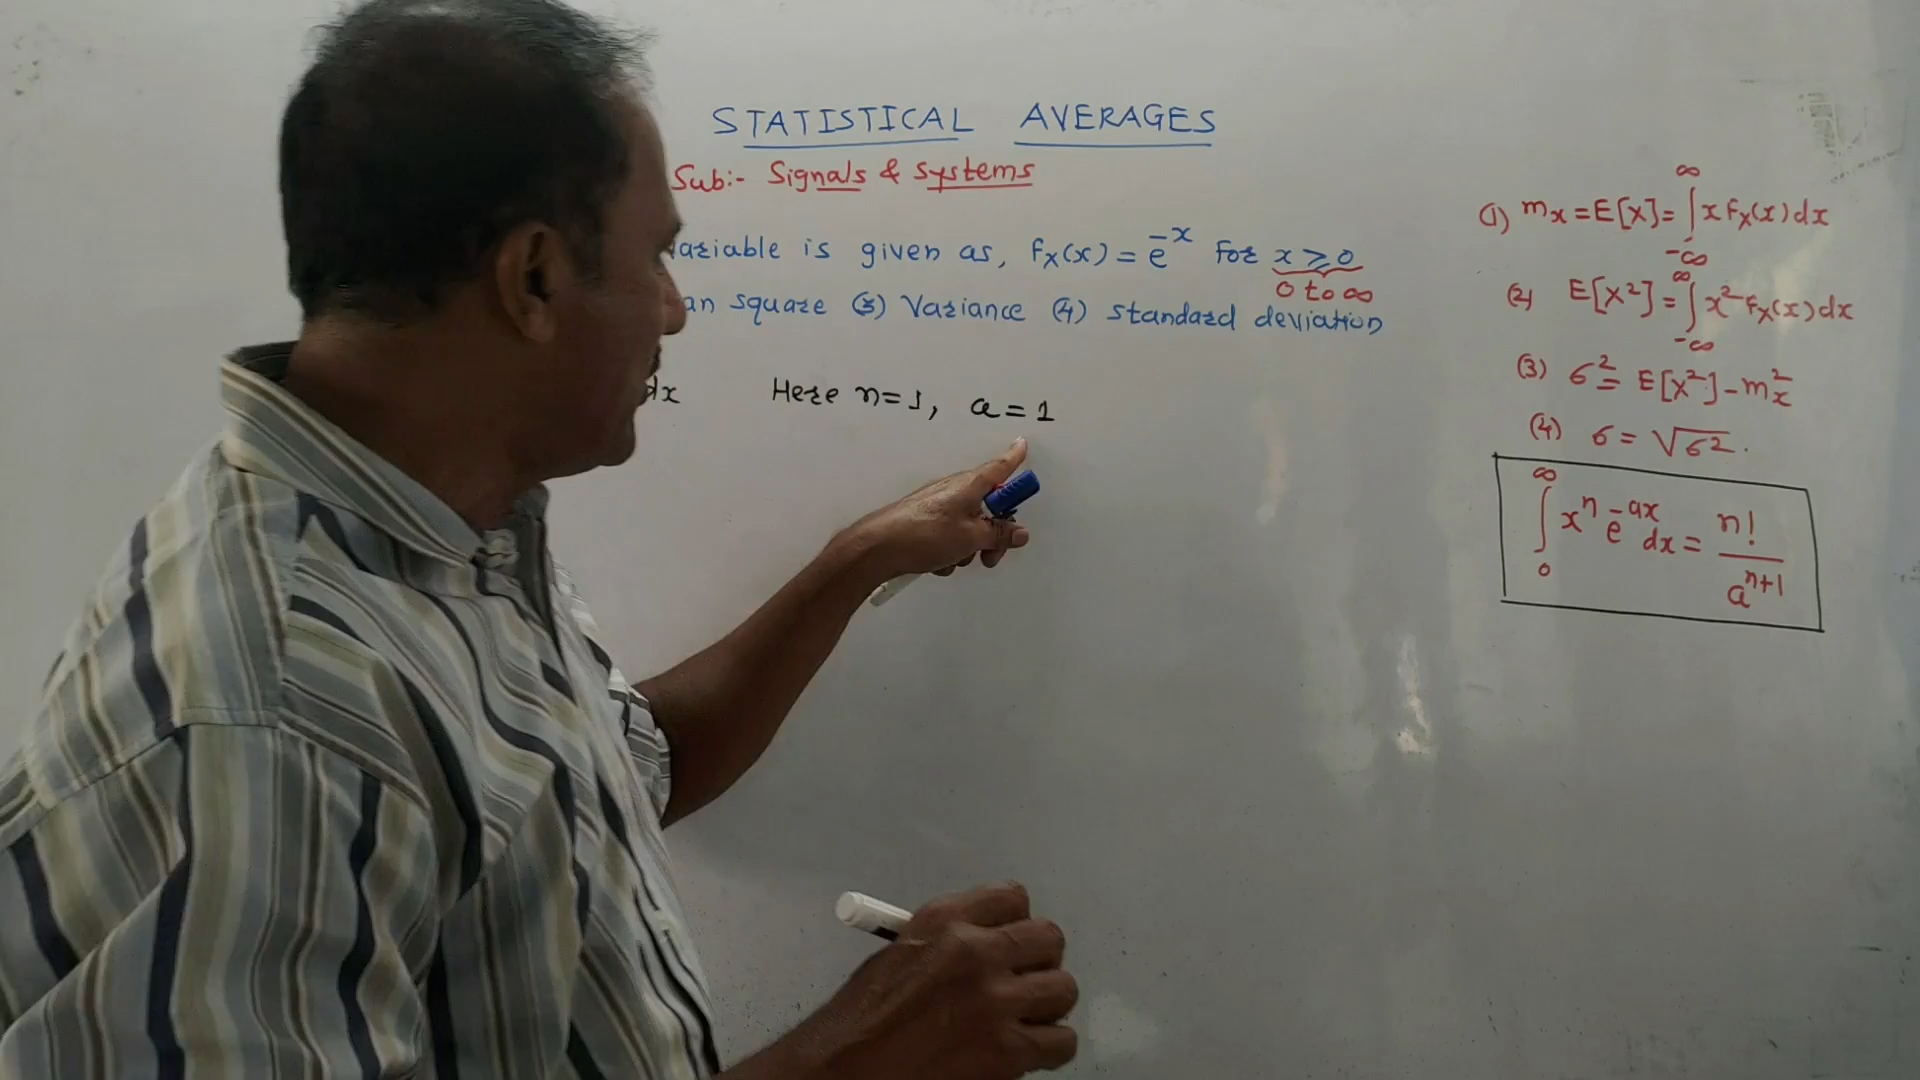 STATISTICAL AVERAGES
Sub:- Signals & systems
variable is given as, fx(x) = e^-x for x ≥ 0
0 to ∞
an square (3) Variance (4) standard deviation
dx Here n=1, a=1
(1) mx = E[X] = ∫_-∞^∞ x fx(x) dx
(2) E[X²] = ∫_-∞^∞ x² fx(x) dx
(3) σ² = E[X²] - mx²
(4) σ = √σ².
∫_0^∞ x^n e^-ax dx = n! / a^n+1